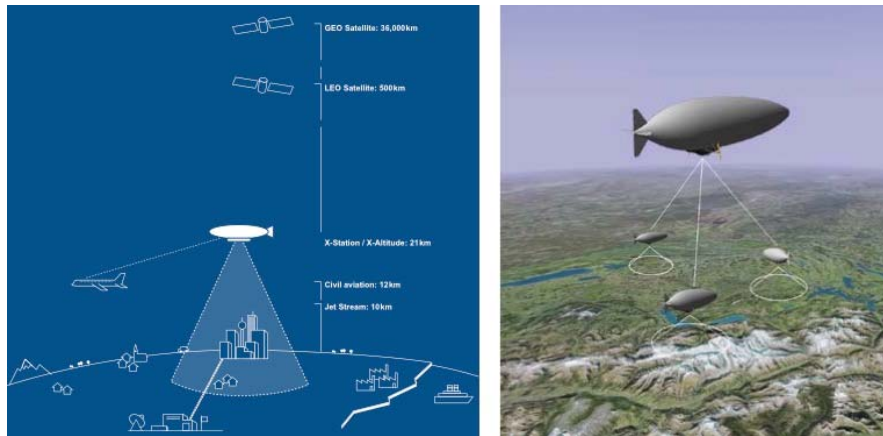 GEO Satellite: 36,000km
LEO Satellite: 500km
X-Station / X-Altitude: 21km
Civil aviation: 12km
Jet Stream: 10km